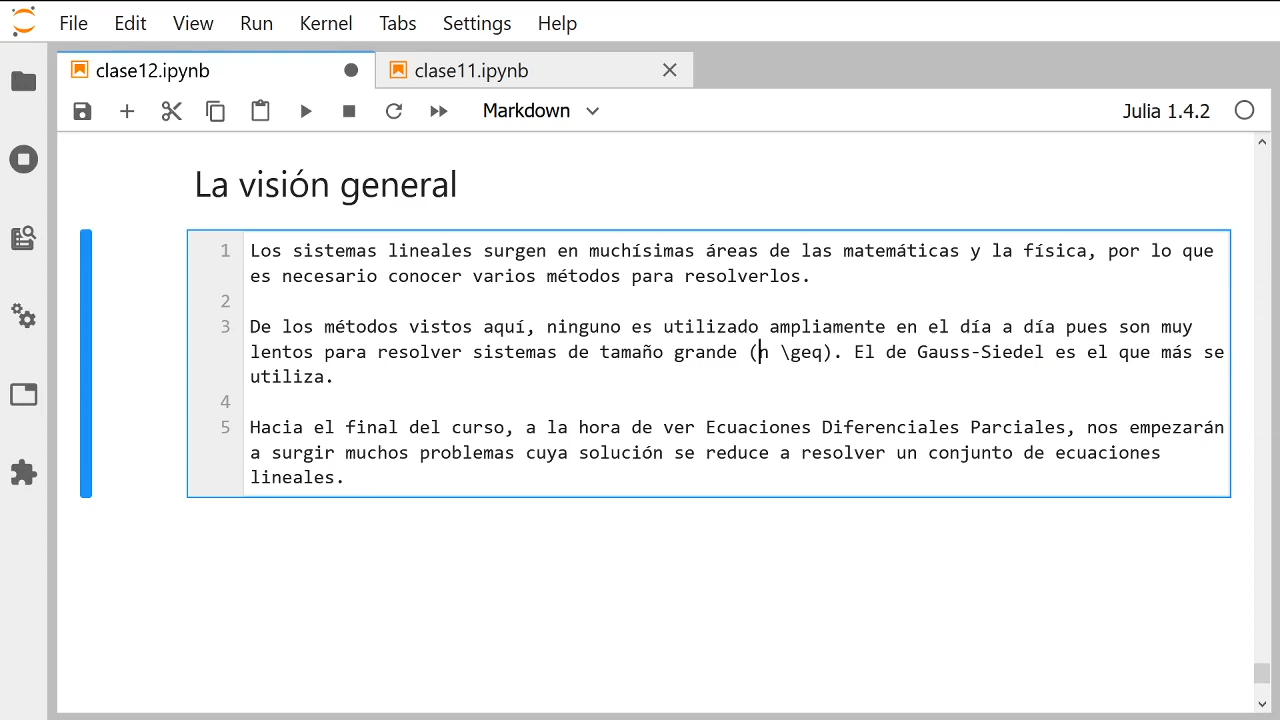 File Edit View Run Kernel Tabs Settings Help
clase12.ipynb clase11.ipynb
Markdown Julia 1.4.2
La visión general
1 Los sistemas lineales surgen en muchísimas áreas de las matemáticas y la física, por lo que
es necesario conocer varios métodos para resolverlos.
2
3 De los métodos vistos aquí, ninguno es utilizado ampliamente en el día a día pues son muy
lentos para resolver sistemas de tamaño grande (n \geq). El de Gauss-Siedel es el que más se
utiliza.
4
5 Hacia el final del curso, a la hora de ver Ecuaciones Diferenciales Parciales, nos empezarán
a surgir muchos problemas cuya solución se reduce a resolver un conjunto de ecuaciones
lineales.